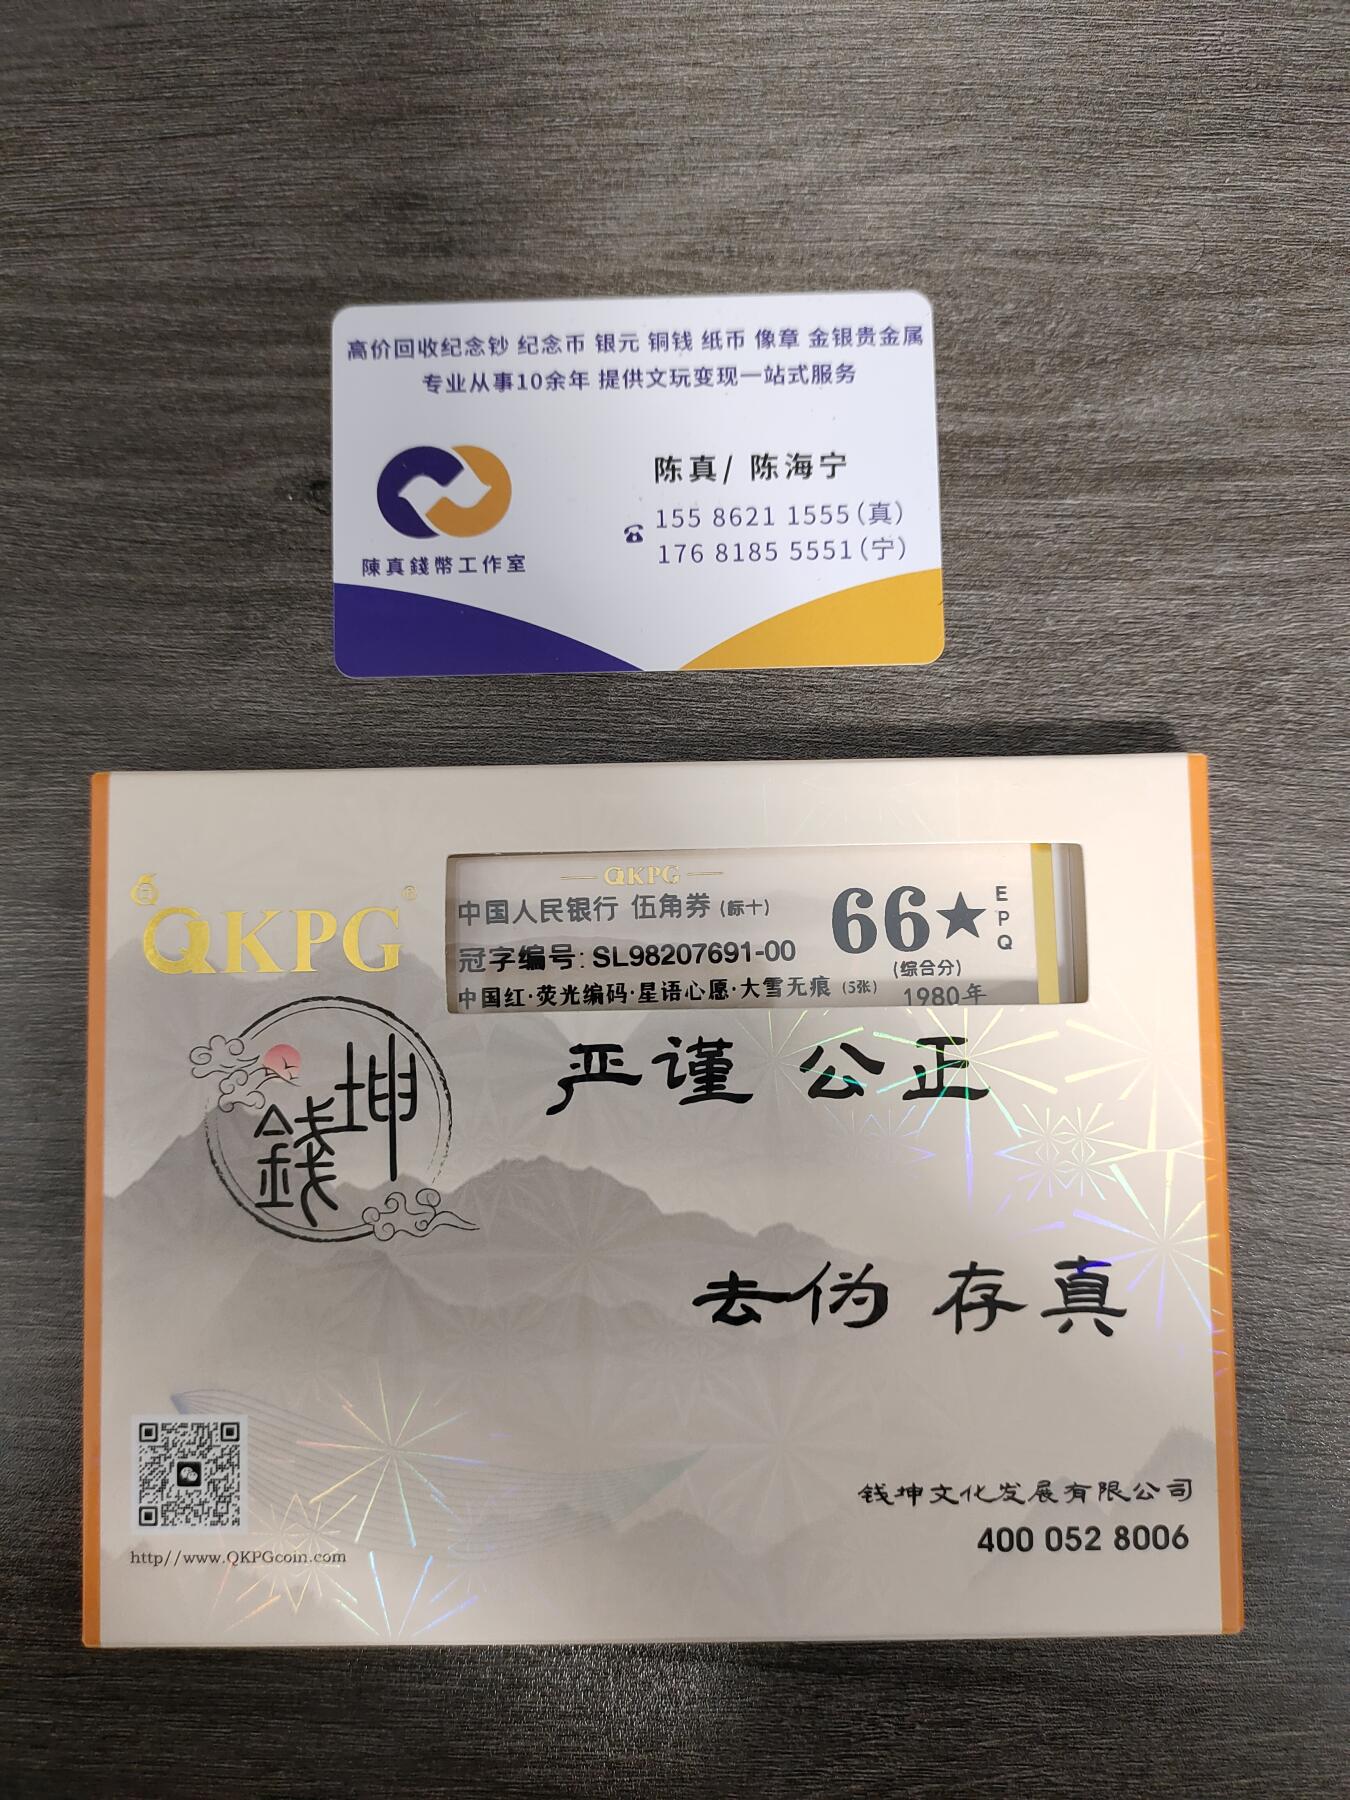 高价回收纪念钞 纪念币 银元 铜钱 纸币 像章 金银贵金属
专业从事10余年 提供文玩变现一站式服务
陈真/ 陈海宁
155 8621 1555(真)
176 8185 5551(宁)
陳真錢幣工作室
QKPG®
QKPG
中国人民银行 伍角券(标十)
冠字编号: SL98207691-00
中国红·荧光编码·星语心愿·大雪无痕 (5张)
66★
EPQ
(综合分)
1980年
錢坤
严谨 公正
去伪 存真
http//www.QKPGcoin.com
钱坤文化发展有限公司
400 052 8006